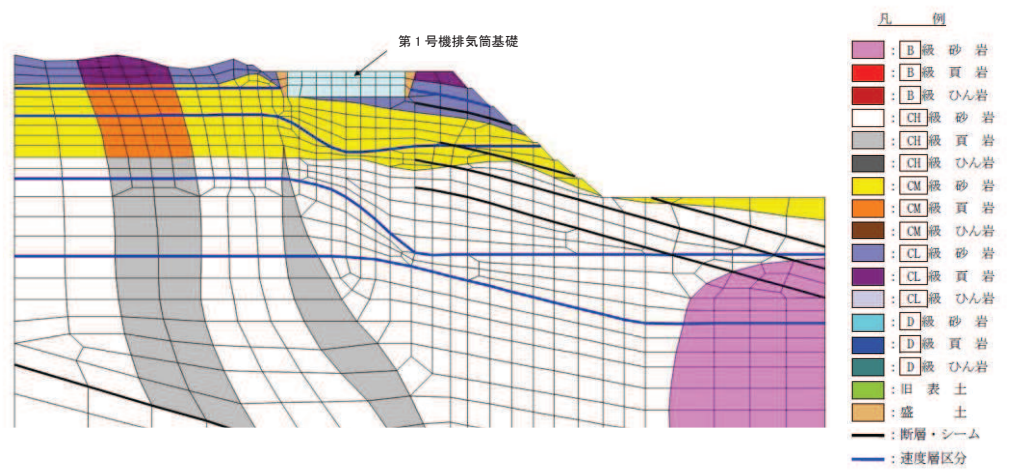 第１号機排気筒基礎
凡　例
：B級 砂 岩
：B級 頁 岩
：B級 ひん岩
：CH級 砂 岩
：CH級 頁 岩
：CH級 ひん岩
：CM級 砂 岩
：CM級 頁 岩
：CM級 ひん岩
：CL級 砂 岩
：CL級 頁 岩
：CL級 ひん岩
：D級 砂 岩
：D級 頁 岩
：D級 ひん岩
：旧 表 土
：盛　土
：断層・シーム
：速度層区分